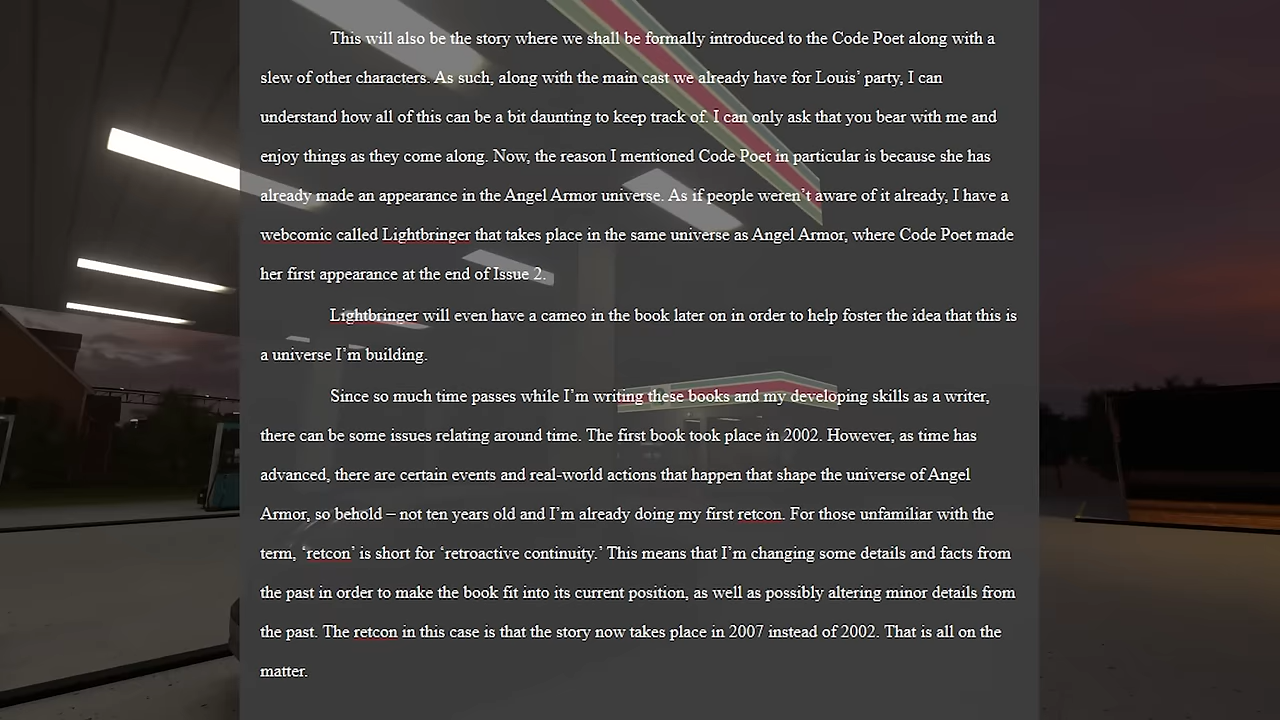 This will also be the story where we shall be formally introduced to the Code Poet along with a
slew of other characters. As such, along with the main cast we already have for Louis’ party, I can
understand how all of this can be a bit daunting to keep track of. I can only ask that you bear with me and
enjoy things as they come along. Now, the reason I mentioned Code Poet in particular is because she has
already made an appearance in the Angel Armor universe. As if people weren’t aware of it already, I have a
webcomic called Lightbringer that takes place in the same universe as Angel Armor, where Code Poet made
her first appearance at the end of Issue 2.
Lightbringer will even have a cameo in the book later on in order to help foster the idea that this is
a universe I’m building.
Since so much time passes while I’m writing these books and my developing skills as a writer,
there can be some issues relating around time. The first book took place in 2002. However, as time has
advanced, there are certain events and real-world actions that happen that shape the universe of Angel
Armor, so behold – not ten years old and I’m already doing my first retcon. For those unfamiliar with the
term, ‘retcon’ is short for ‘retroactive continuity.’ This means that I’m changing some details and facts from
the past in order to make the book fit into its current position, as well as possibly altering minor details from
the past. The retcon in this case is that the story now takes place in 2007 instead of 2002. That is all on the
matter.